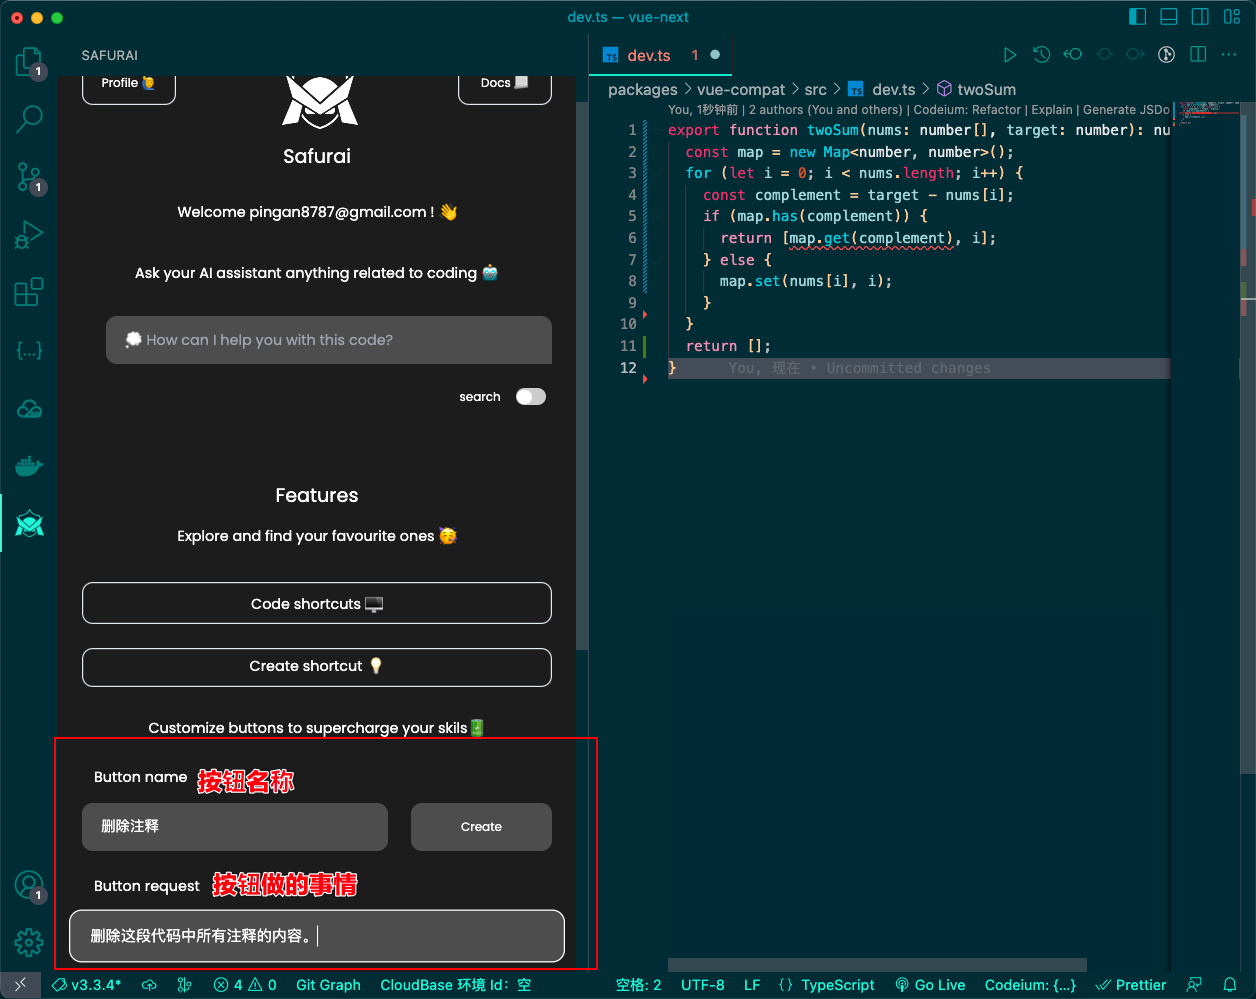 dev.ts — vue-next
SAFURAI
Profile
Docs
Safurai
Welcome pingan8787@gmail.com !
Ask your AI assistant anything related to coding
How can I help you with this code?
search
Features
Explore and find your favourite ones
Code shortcuts
Create shortcut
Customize buttons to supercharge your skils
Button name 按钮名称
删除注释
Create
Button request 按钮做的事情
删除这段代码中所有注释的内容。
1
1
1
TS dev.ts 1
packages > vue-compat > src > TS dev.ts > twoSum
You, 1秒钟前 | 2 authors (You and others) | Codeium: Refactor | Explain | Generate JSDo
1 export function twoSum(nums: number[], target: number): nu
2 const map = new Map<number, number>();
3 for (let i = 0; i < nums.length; i++) {
4 const complement = target - nums[i];
5 if (map.has(complement)) {
6 return [map.get(complement), i];
7 } else {
8 map.set(nums[i], i);
9 }
10 }
11 return [];
12 } You, 现在 • Uncommitted changes
v3.3.4* 4 0 Git Graph CloudBase 环境 Id：空 空格: 2 UTF-8 LF {} TypeScript Go Live Codeium: {...} Prettier